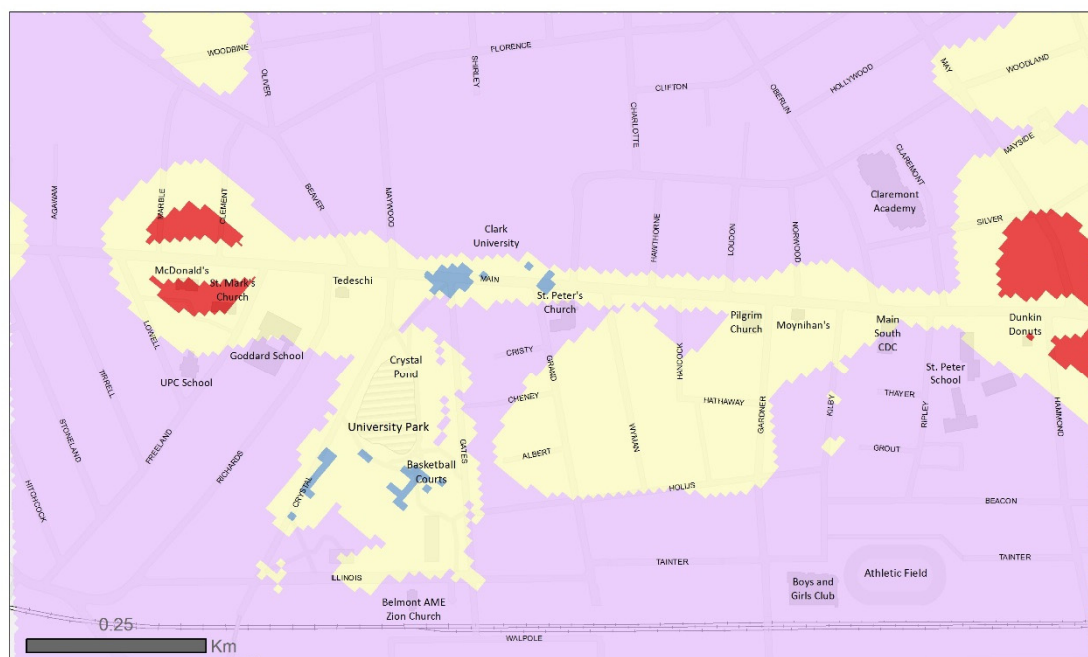 WOODBINE
OLIVER
SHIRLEY
FLORENCE
CLIFTON
CHARLOTTE
OBERLIN
HOLLYWOOD
MAY
WOODLAND
MAYSIDE
CLAREMONT
Claremont
Academy
SILVER
AGAWAM
MARBLE
CLEMENT
BEAVER
MAYWOOD
Clark
University
HAWTHORNE
LOUDON
NORWOOD
McDonald's
St. Mark's
Church
Tedeschi
MAIN
St. Peter's
Church
Pilgrim
Church
Moynihan's
Main
South
CDC
Dunkin
Donuts
LOWELL
Goddard School
UPC School
Crystal
Pond
CRISTY
GRAND
HANCOCK
St. Peter
School
TIRRELL
CHENEY
HATHAWAY
GARDNER
KILBY
THAYER
RIPLEY
HAMMOND
STONELAND
FREELAND
RICHARDS
University Park
GATES
ALBERT
WYMAN
GROUT
HITCHCOCK
CRYSTAL
Basketball
Courts
HOLLIS
BEACON
ILLINOIS
TAINTER
TAINTER
Boys and
Girls Club
Athletic Field
Belmont AME
Zion Church
WALPOLE
0.25
Km